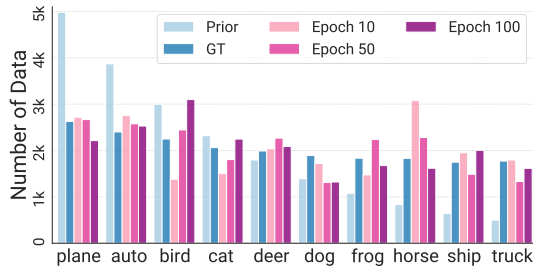 5k
4k
3k
2k
1k
0
Number of Data
Prior
GT
Epoch 10
Epoch 50
Epoch 100
plane auto bird cat deer dog frog horse ship truck